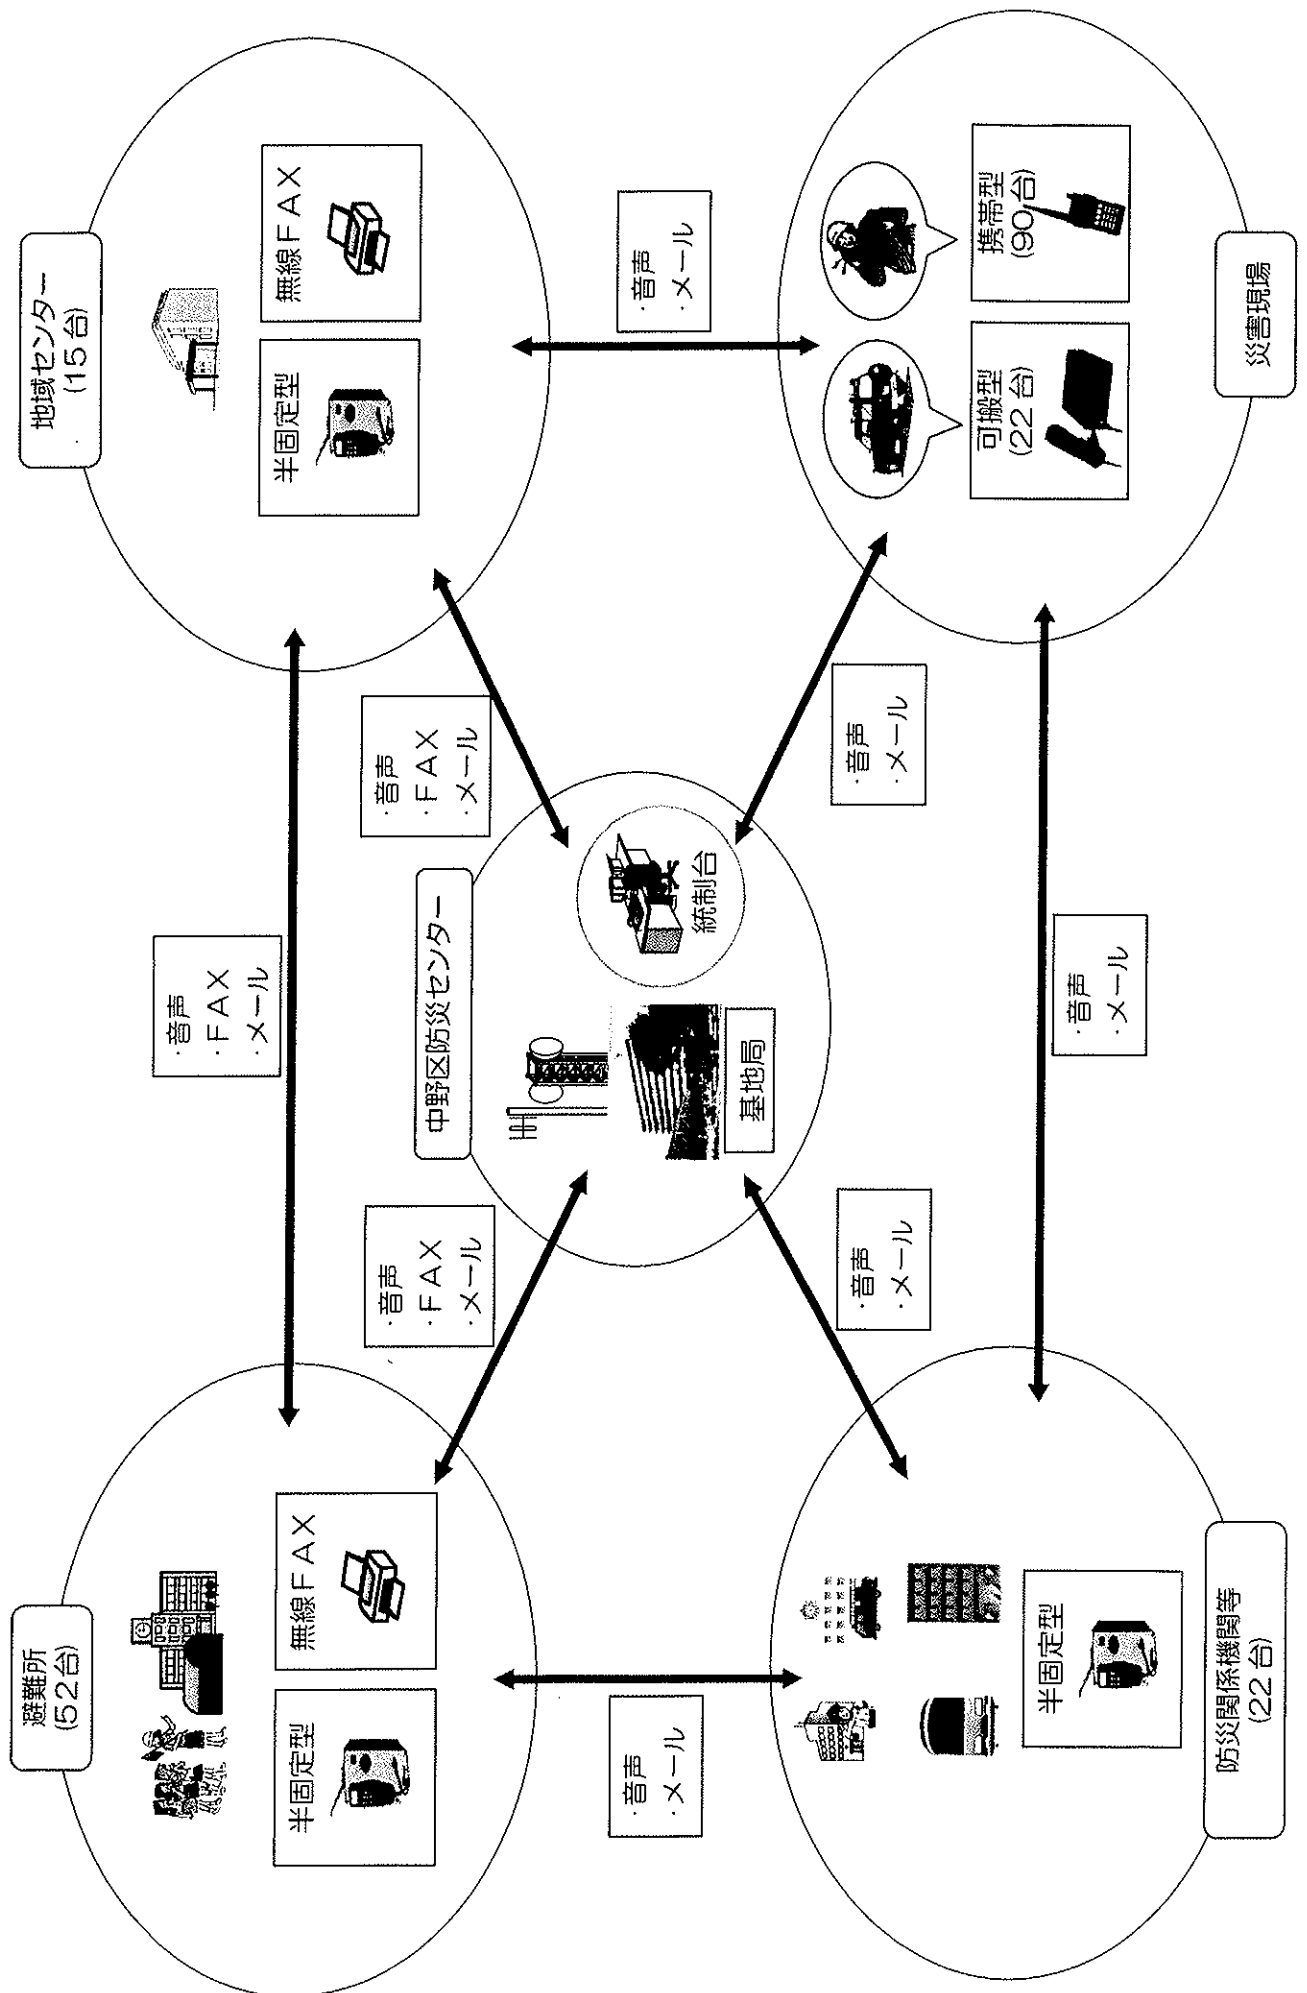 避難所
(52台)
半固定型
無線FAX
・音声
・FAX
・メール
地域センター
(15台)
半固定型
無線FAX
・音声
・FAX
・メール
中野区防災センター
基地局
統制台
・音声
・FAX
・メール
・音声
・メール
・音声
・メール
・音声
・メール
・音声
・メール
防災関係機関等
(22台)
半固定型
・音声
・メール
災害現場
可搬型
(22台)
携帯型
(90台)